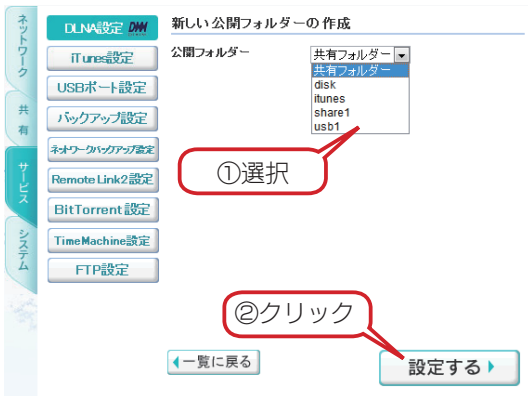 ネットワーク
共有
サービス
システム
DLNA設定 DiXiM
iTunes設定
USBポート設定
バックアップ設定
ネットワークバックアップ設定
Remote Link2設定
BitTorrent設定
TimeMachine設定
FTP設定
新しい公開フォルダーの作成
公開フォルダー
共有フォルダー
共有フォルダー
disk
itunes
share1
usb1
①選択
②クリック
一覧に戻る
設定する